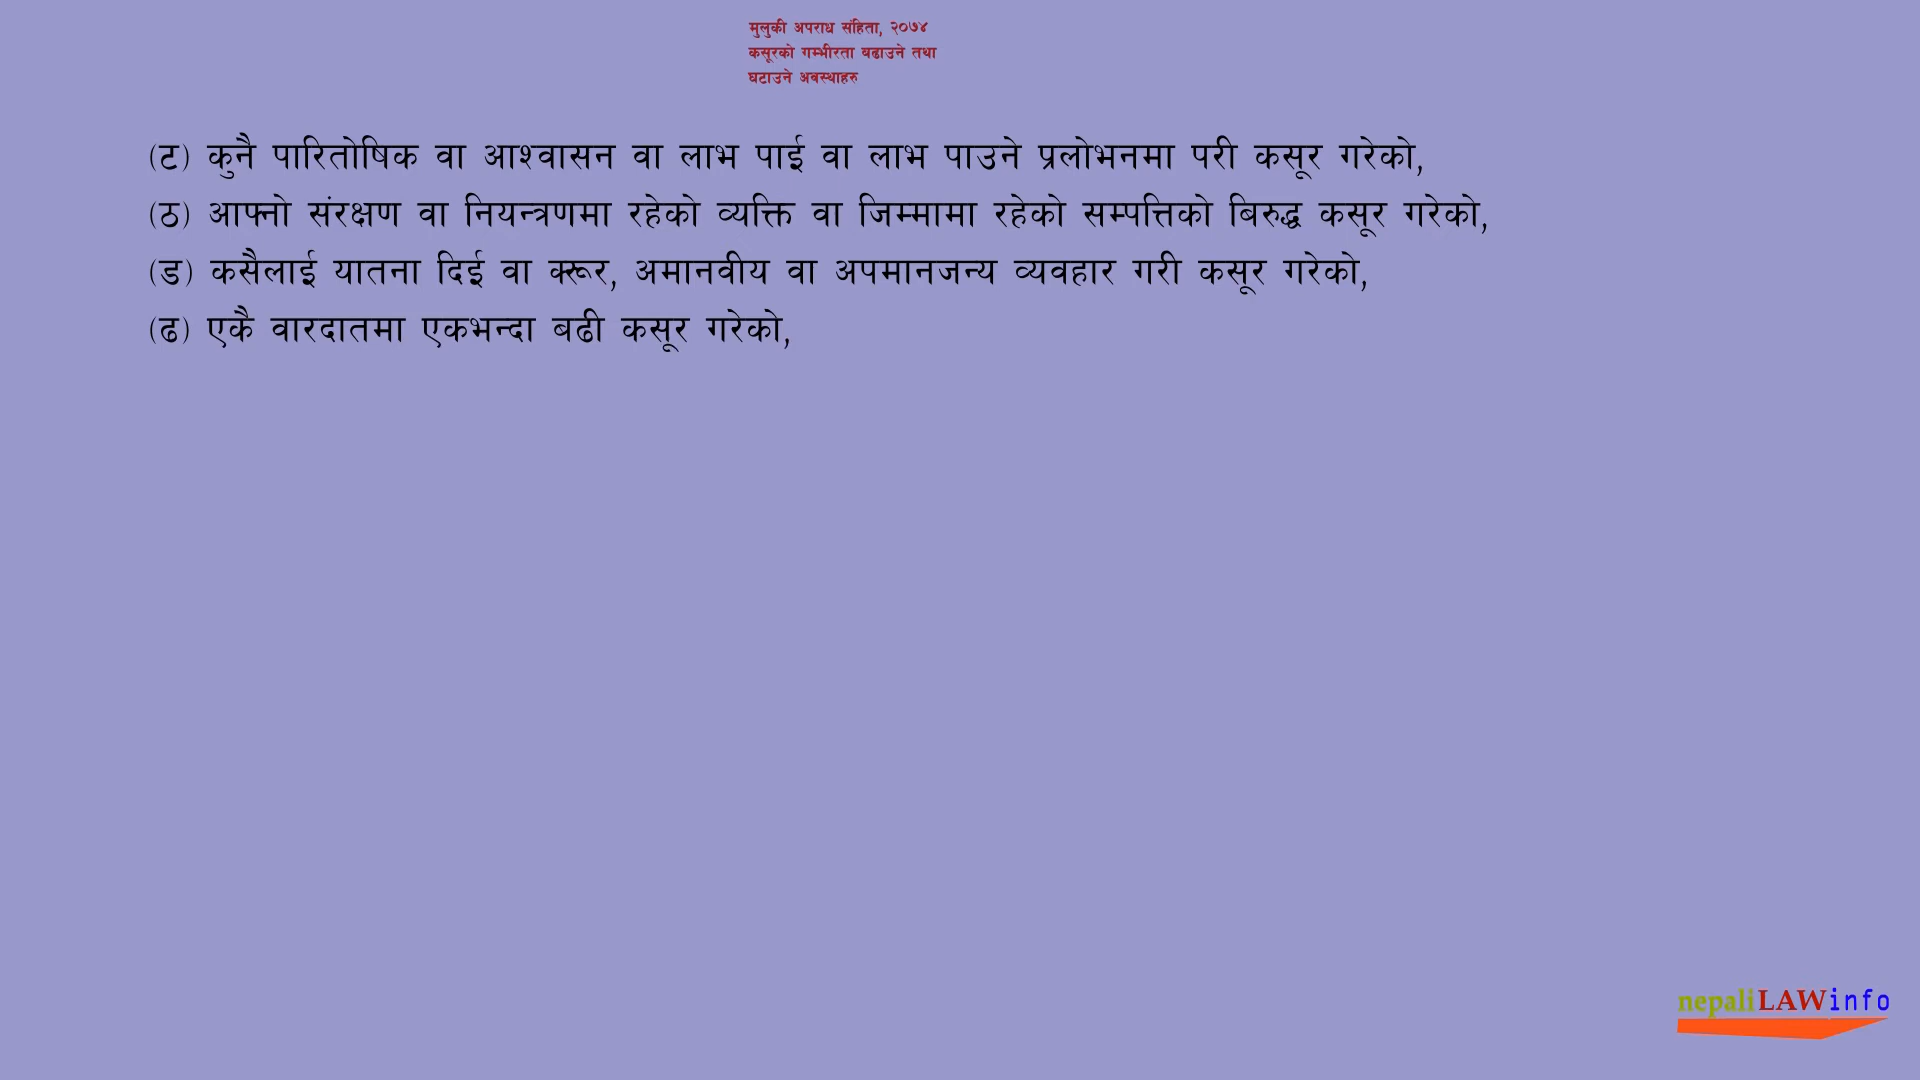 मुलुकी अपराध संहिता, २०७४
कसूरको गम्भीरता बढाउने तथा
घटाउने अवस्थाहरु
(ट) कुनै पारितोषिक वा आश्वासन वा लाभ पाई वा लाभ पाउने प्रलोभनमा परी कसूर गरेको,
(ठ) आफ्नो संरक्षण वा नियन्त्रणमा रहेको व्यक्ति वा जिम्मामा रहेको सम्पत्तिको बिरुद्ध कसूर गरेको,
(ड) कसैलाई यातना दिई वा क्रूर, अमानवीय वा अपमानजन्य व्यवहार गरी कसूर गरेको,
(ढ) एकै वारदातमा एकभन्दा बढी कसूर गरेको,
nepaliLAWinfo